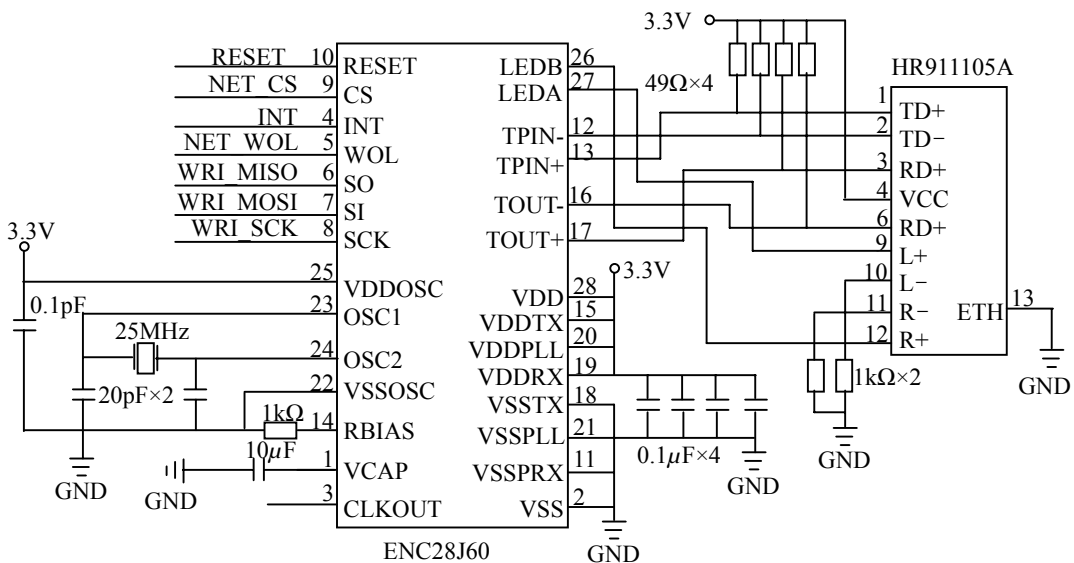 3.3V
HR911105A
49Ω×4
RESET 10 RESET
NET_CS 9 CS
INT 4 INT
NET_WOL 5 WOL
WRI_MISO 6 SO
WRI_MOSI 7 SI
WRI_SCK 8 SCK
3.3V
25 VDDOSC
0.1pF
23 OSC1
25MHz
24 OSC2
20pF×2
22 VSSOSC
1kΩ
14 RBIAS
10μF
1 VCAP
GND
GND
3 CLKOUT
LEDB 26
LEDA 27
TPIN- 12
TPIN+ 13
TOUT- 16
TOUT+ 17
3.3V
VDD 28
VDDTX 15
VDDPLL 20
VDDRX 19
VSSTX 18
VSSPLL 21
0.1μF×4
VSSPRX 11
VSS 2
GND
GND
ENC28J60
1 TD+
2 TD−
3 RD+
4 VCC
6 RD+
9 L+
10 L−
11 R−
12 R+
ETH 13
1kΩ×2
GND
GND